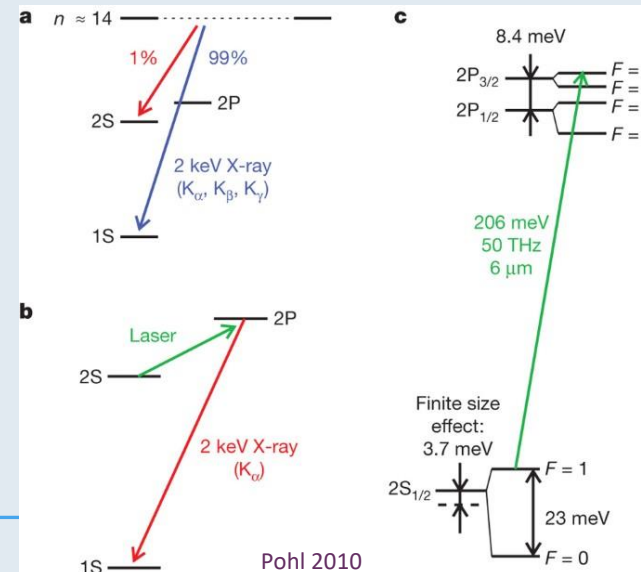 a
n ≈ 14
1%
99%
2S
2P
2 keV X-ray
(Kα, Kβ, Kγ)
1S
b
Laser
2P
2S
2 keV X-ray
(Kα)
1S
c
8.4 meV
2P3/2
2P1/2
F =
F =
F =
F =
206 meV
50 THz
6 μm
Finite size
effect:
3.7 meV
2S1/2
F = 1
23 meV
F = 0
Pohl 2010